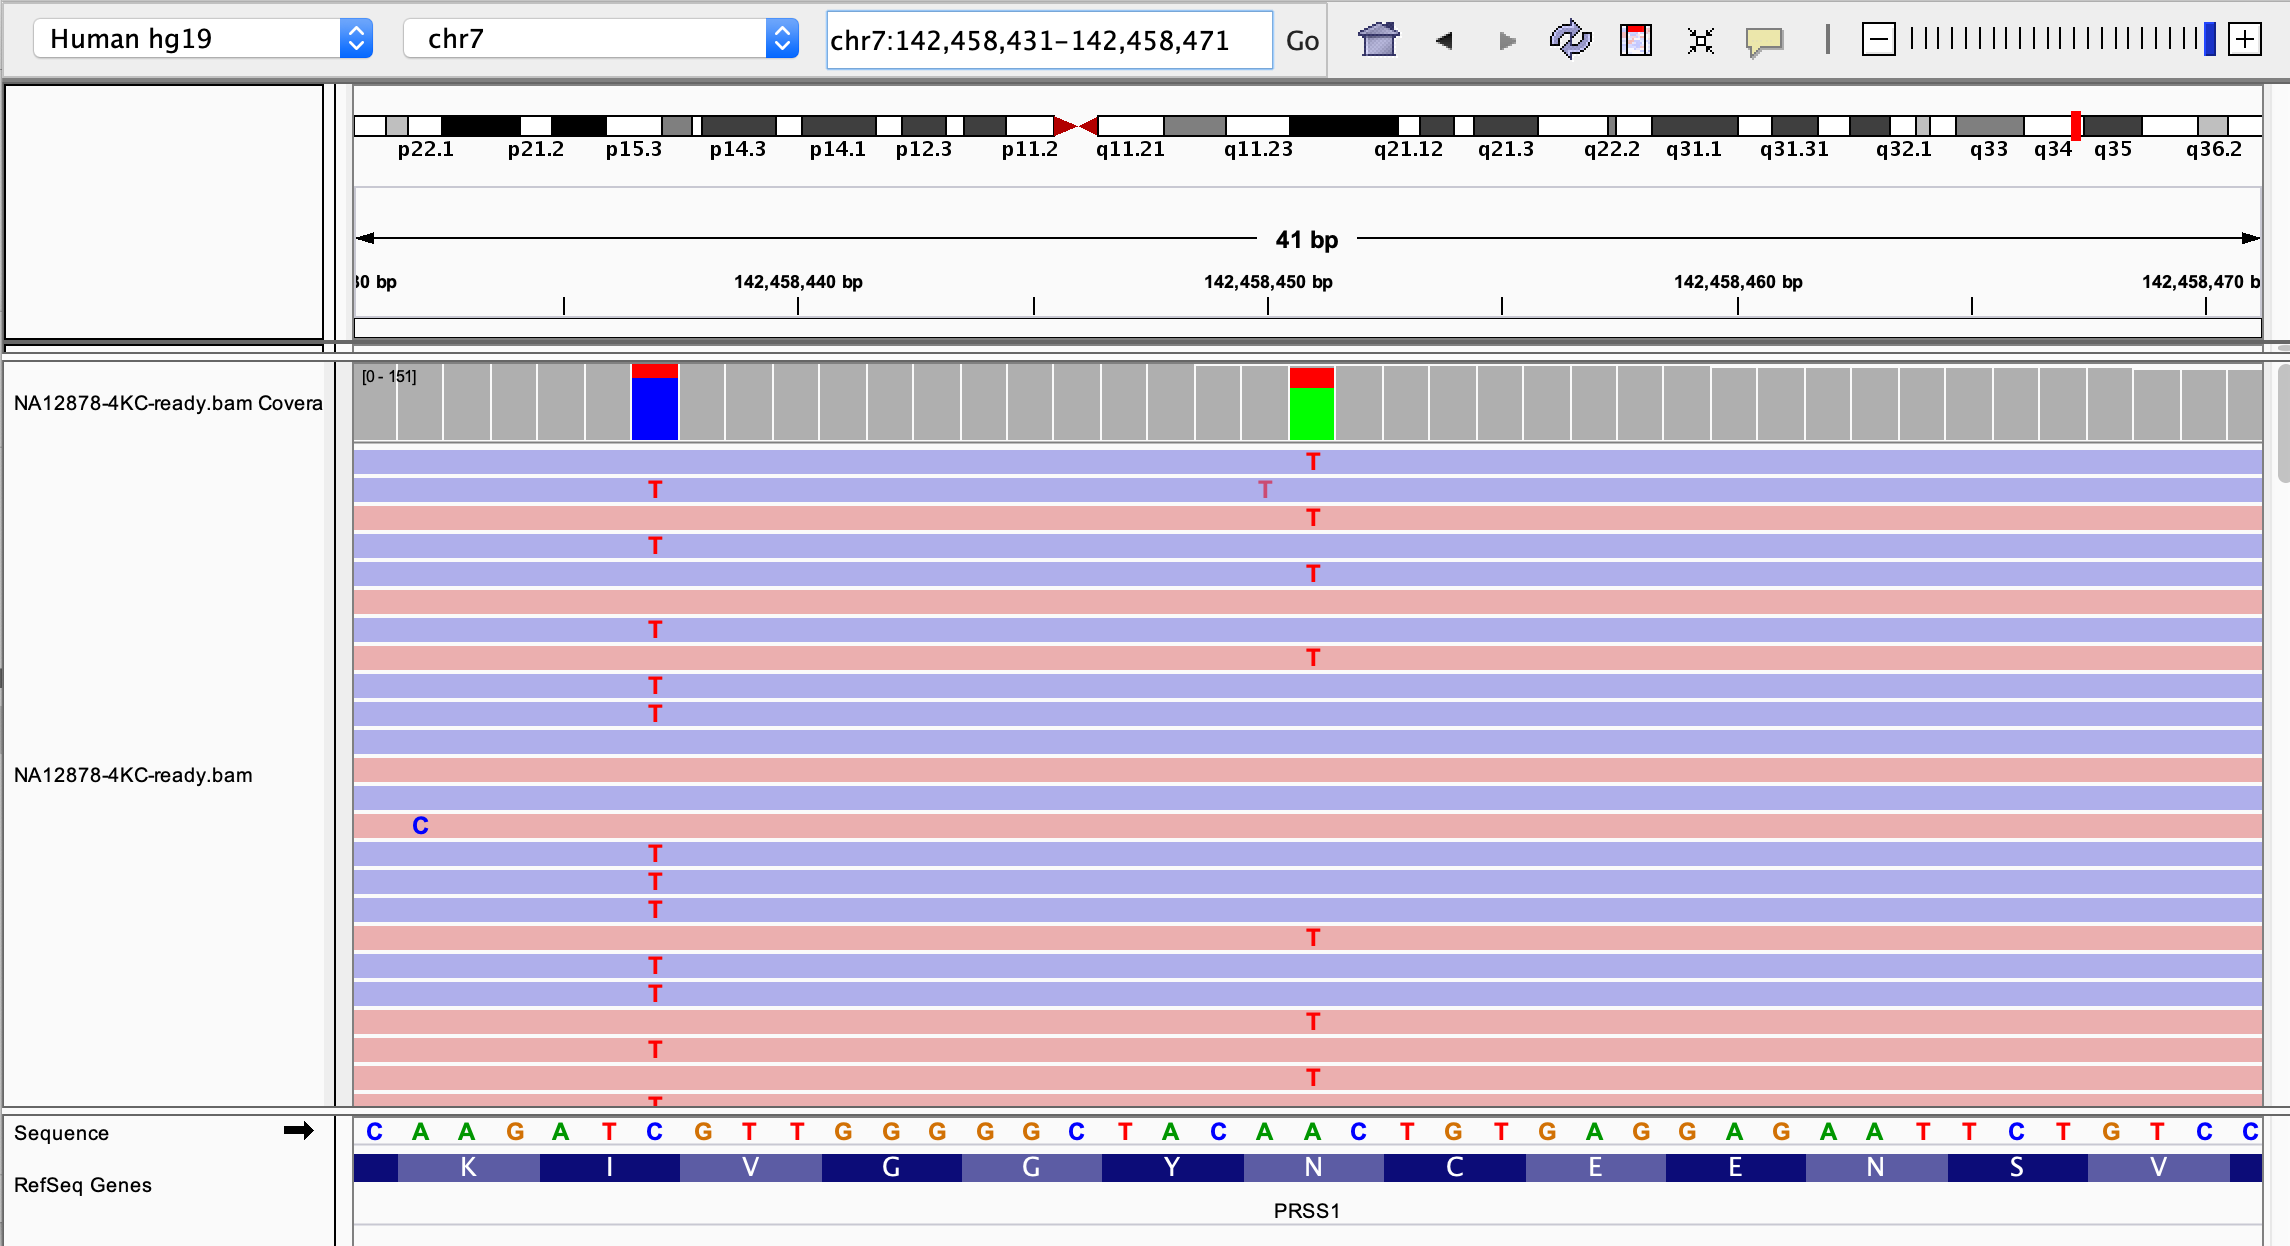 Human hg19 chr7 chr7:142,458,431-142,458,471 Go
p22.1 p21.2 p15.3 p14.3 p14.1 p12.3 p11.2 q11.21 q11.23 q21.12 q21.3 q22.2 q31.1 q31.31 q32.1 q33 q34 q35 q36.2
41 bp
30 bp 142,458,440 bp 142,458,450 bp 142,458,460 bp 142,458,470 b
[0 - 151]
NA12878-4KC-ready.bam Covera
T
T T
T
T
T
T
T
T
T
NA12878-4KC-ready.bam
C
T
T
T
T
T
T
T
T
T
T
Sequence C A A G A T C G T T G G G G G C T A C A A C T G T G A G G A G A A T T C T G T C C
K I V G G Y N C E E N S V
RefSeq Genes
PRSS1